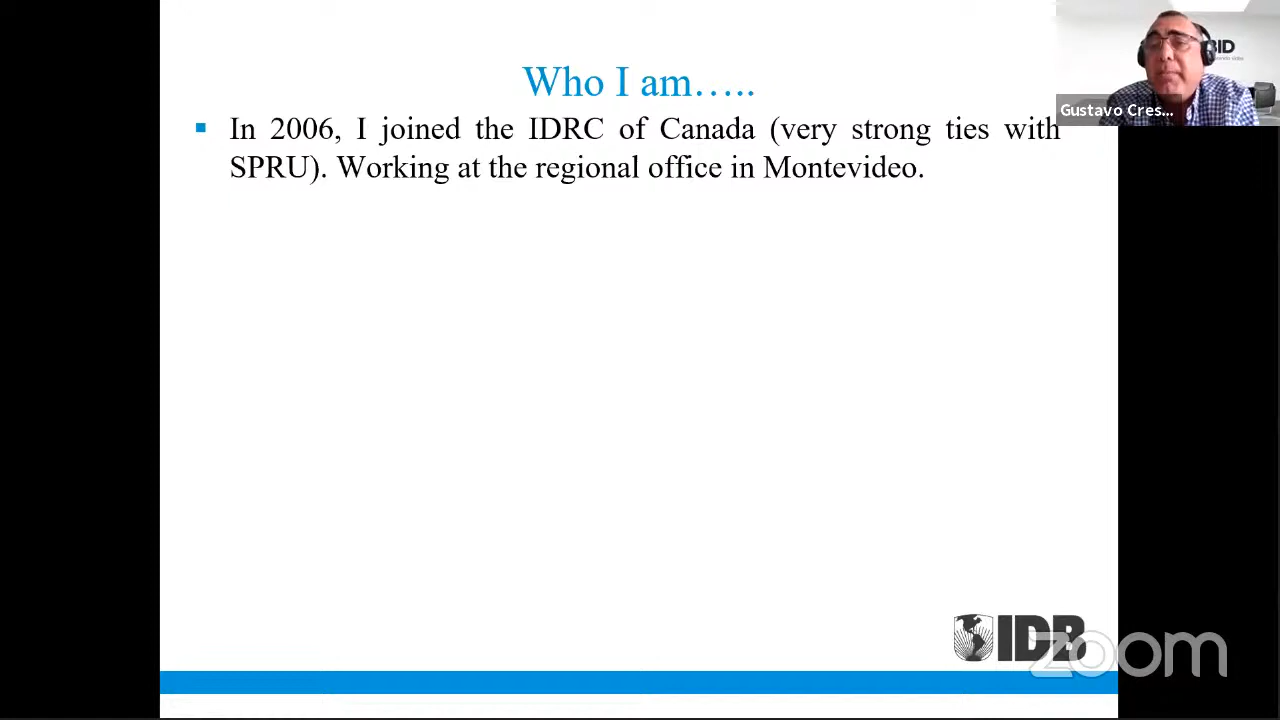 Who I am…..
BID
Gustavo Cres...
▪ In 2006, I joined the IDRC of Canada (very strong ties with
SPRU). Working at the regional office in Montevideo.
IDB
zoom